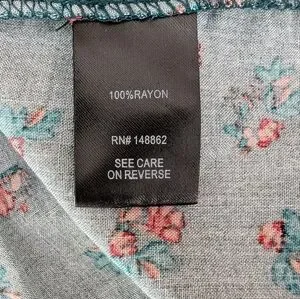 100%RAYON
RN# 148862
SEE CARE
ON REVERSE